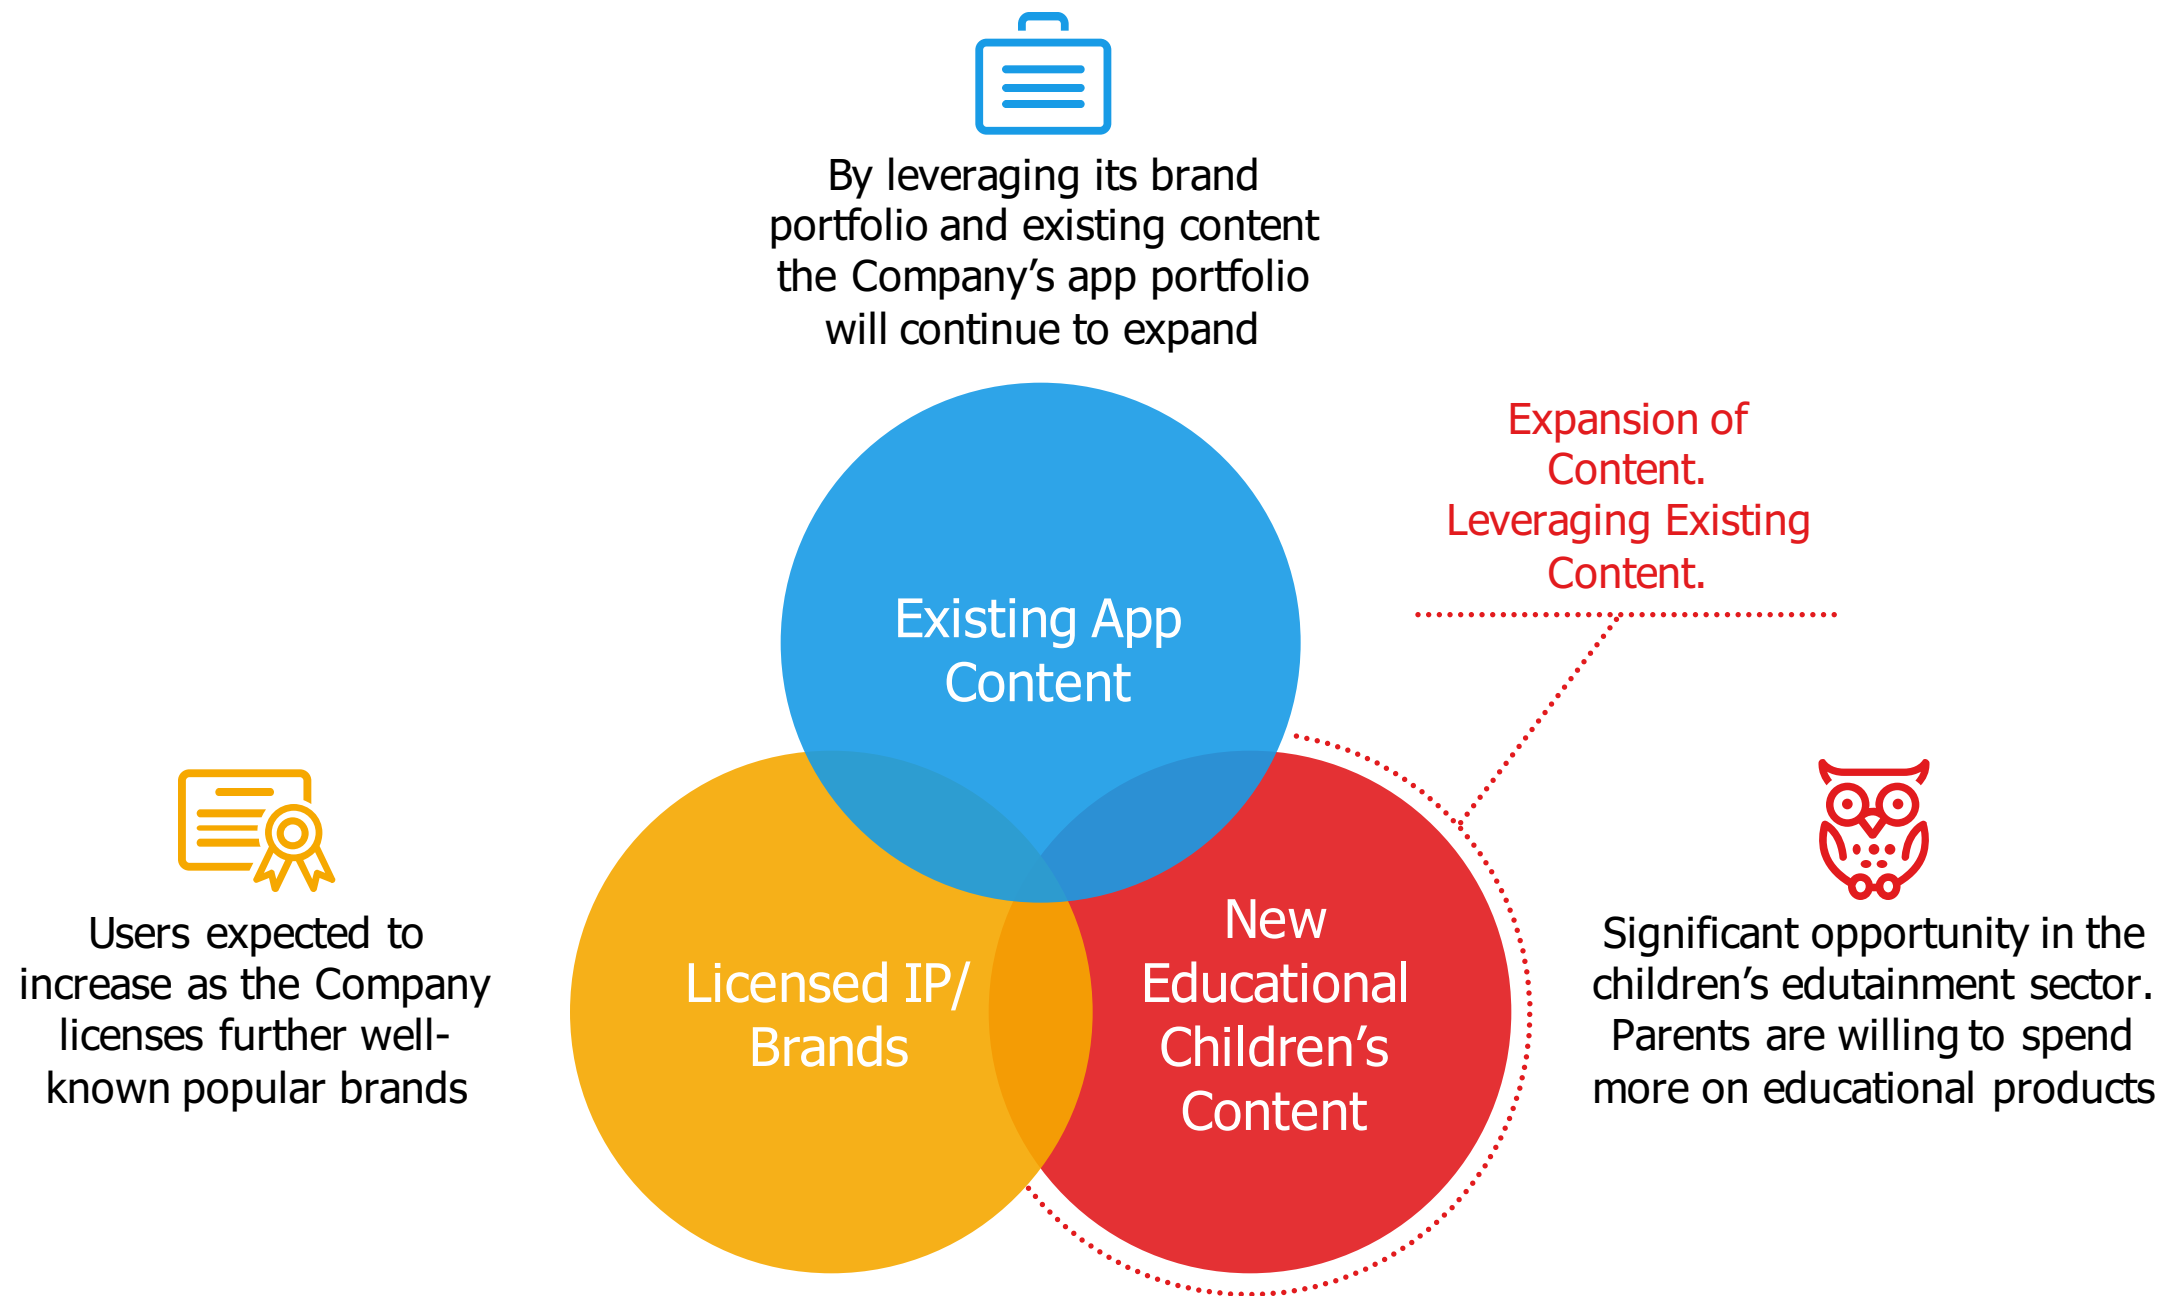 By leveraging its brand
portfolio and existing content
the Company’s app portfolio
will continue to expand
Expansion of
Content.
Leveraging Existing
Content.
Existing App
Content
Users expected to
increase as the Company
licenses further well-
known popular brands
Licensed IP/
Brands
New
Educational
Children’s
Content
Significant opportunity in the
children’s edutainment sector.
Parents are willing to spend
more on educational products